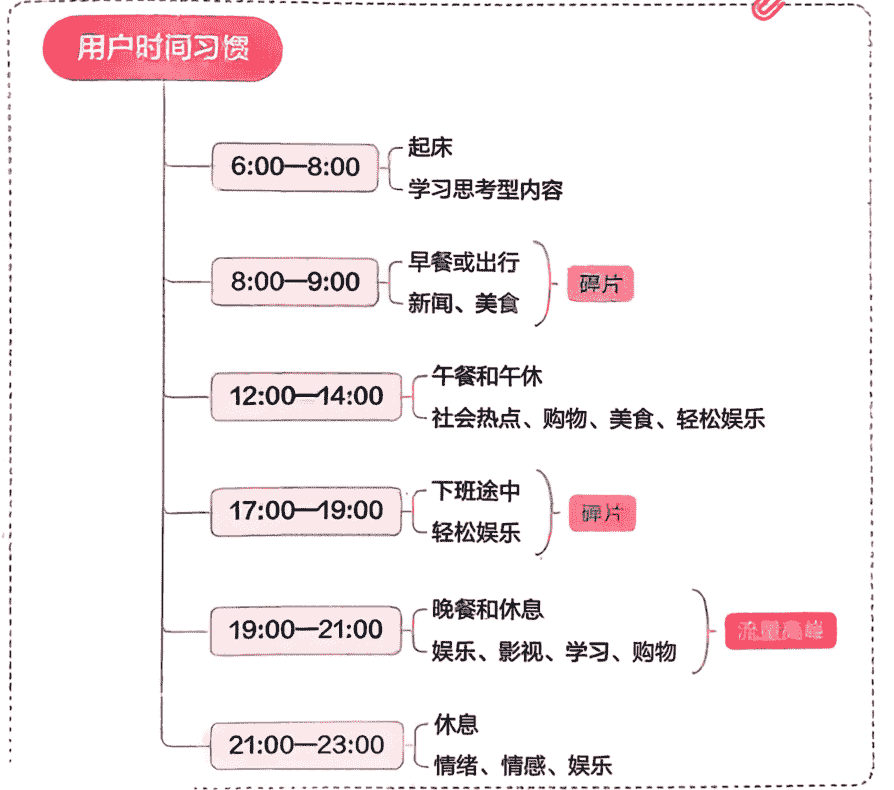 用户时间习惯
6:00—8:00
起床
学习思考型内容
8:00—9:00
早餐或出行
新闻、美食
碎片
12:00—14:00
午餐和午休
社会热点、购物、美食、轻松娱乐
17:00—19:00
下班途中
轻松娱乐
碎片
19:00—21:00
晚餐和休息
娱乐、影视、学习、购物
流量高峰
21:00—23:00
休息
情绪、情感、娱乐